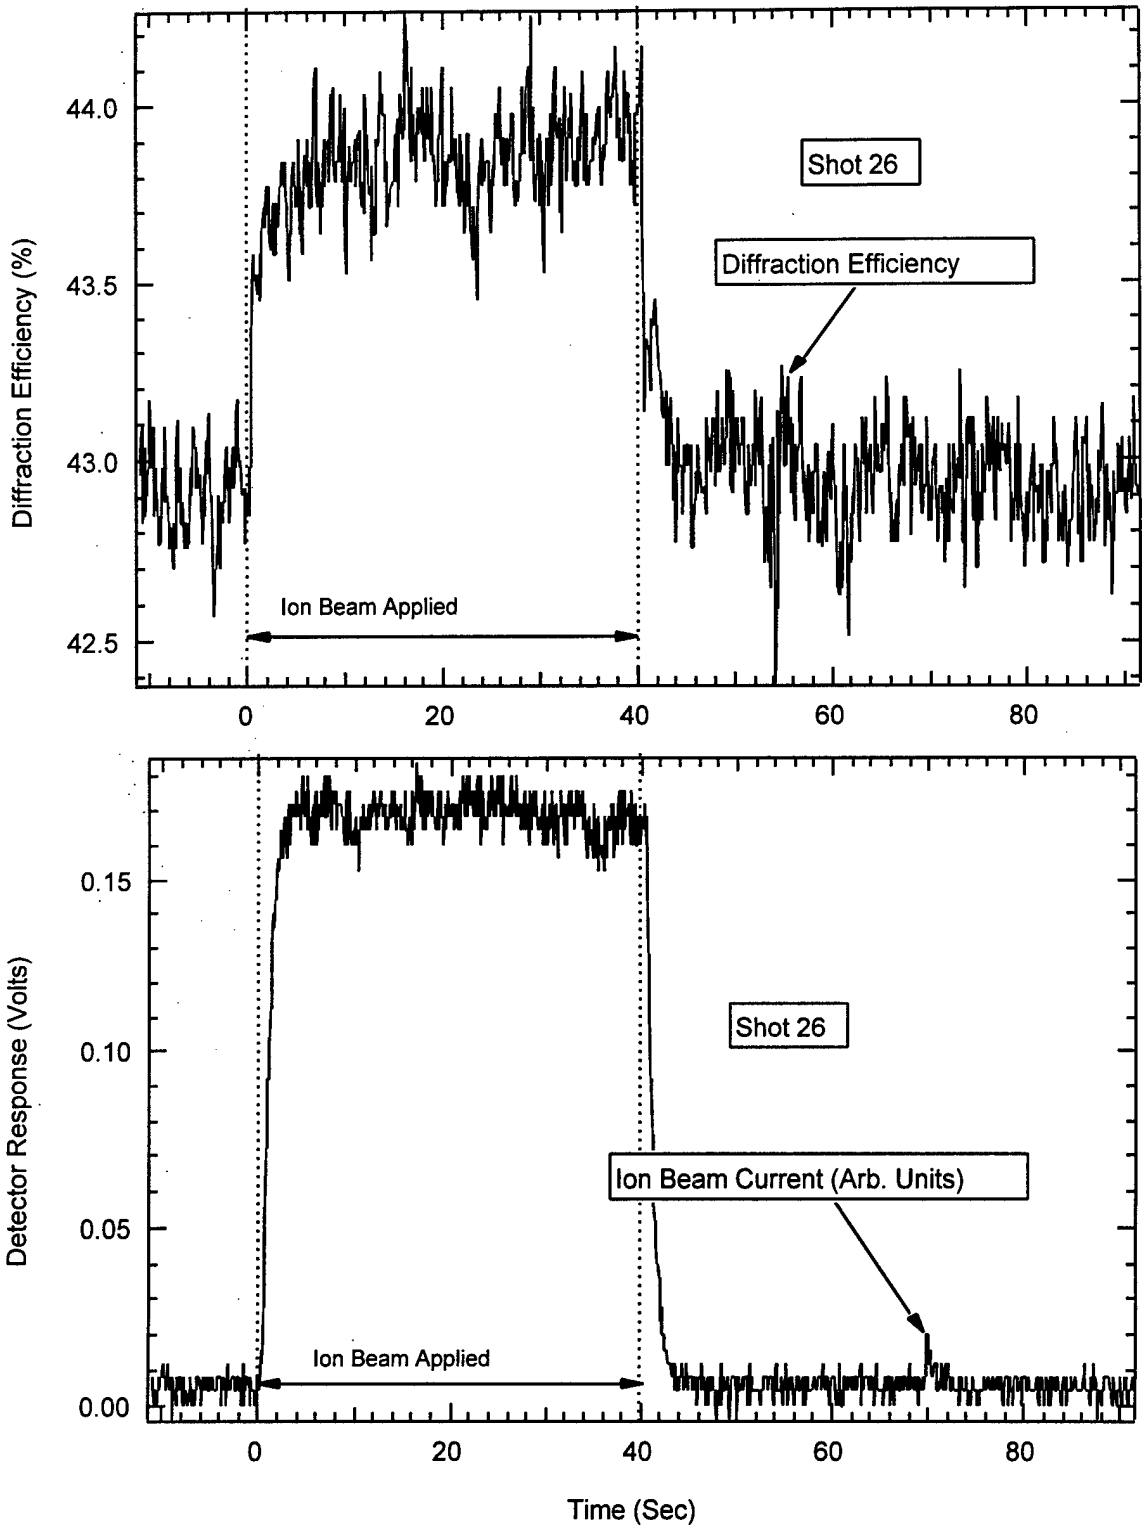 44.0
43.5
43.0
42.5
Diffraction Efficiency (%)
Shot 26
Diffraction Efficiency
Ion Beam Applied
0 20 40 60 80
0.15
0.10
0.05
0.00
Detector Response (Volts)
Shot 26
Ion Beam Current (Arb. Units)
Ion Beam Applied
0 20 40 60 80
Time (Sec)